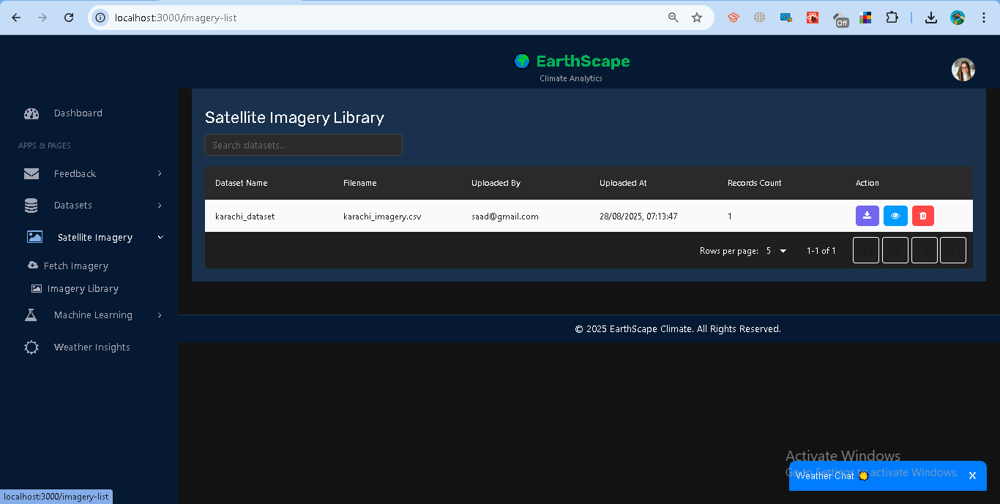 localhost:3000/imagery-list
Off
EarthScape
Climate Analytics
Dashboard
APPS & PAGES
Feedback
Datasets
Satellite Imagery
Fetch Imagery
Imagery Library
Machine Learning
Weather Insights
Satellite Imagery Library
Search datasets...
Dataset Name Filename Uploaded By Uploaded At Records Count Action
karachi_dataset karachi_imagery.csv saad@gmail.com 28/08/2025, 07:13:47 1
Rows per page: 5 1-1 of 1
© 2025 EarthScape Climate. All Rights Reserved.
Activate Windows
Go to Settings to activate Windows.
Weather Chat
localhost:3000/imagery-list